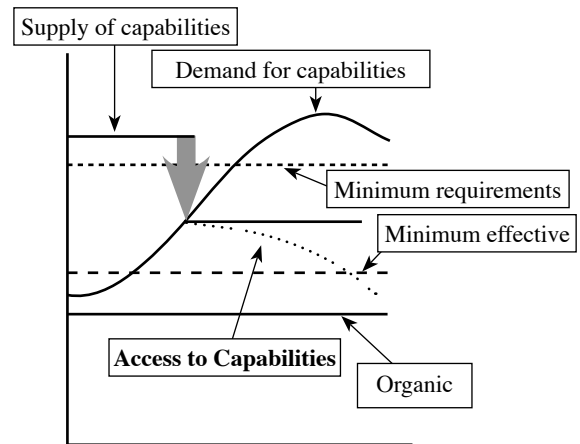 Supply of capabilities
Demand for capabilities
Minimum requirements
Minimum effective
Access to Capabilities
Organic